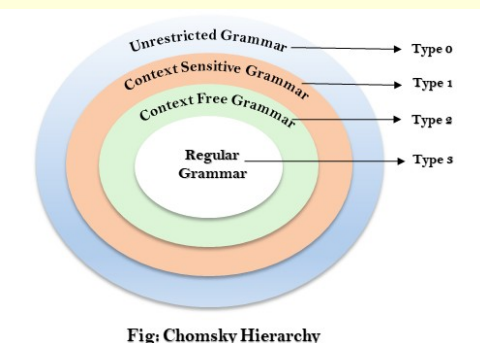 Unrestricted Grammar
Type 0
Context Sensitive Grammar
Type 1
Context Free Grammar
Type 2
Regular
Grammar
Type 3
Fig: Chomsky Hierarchy